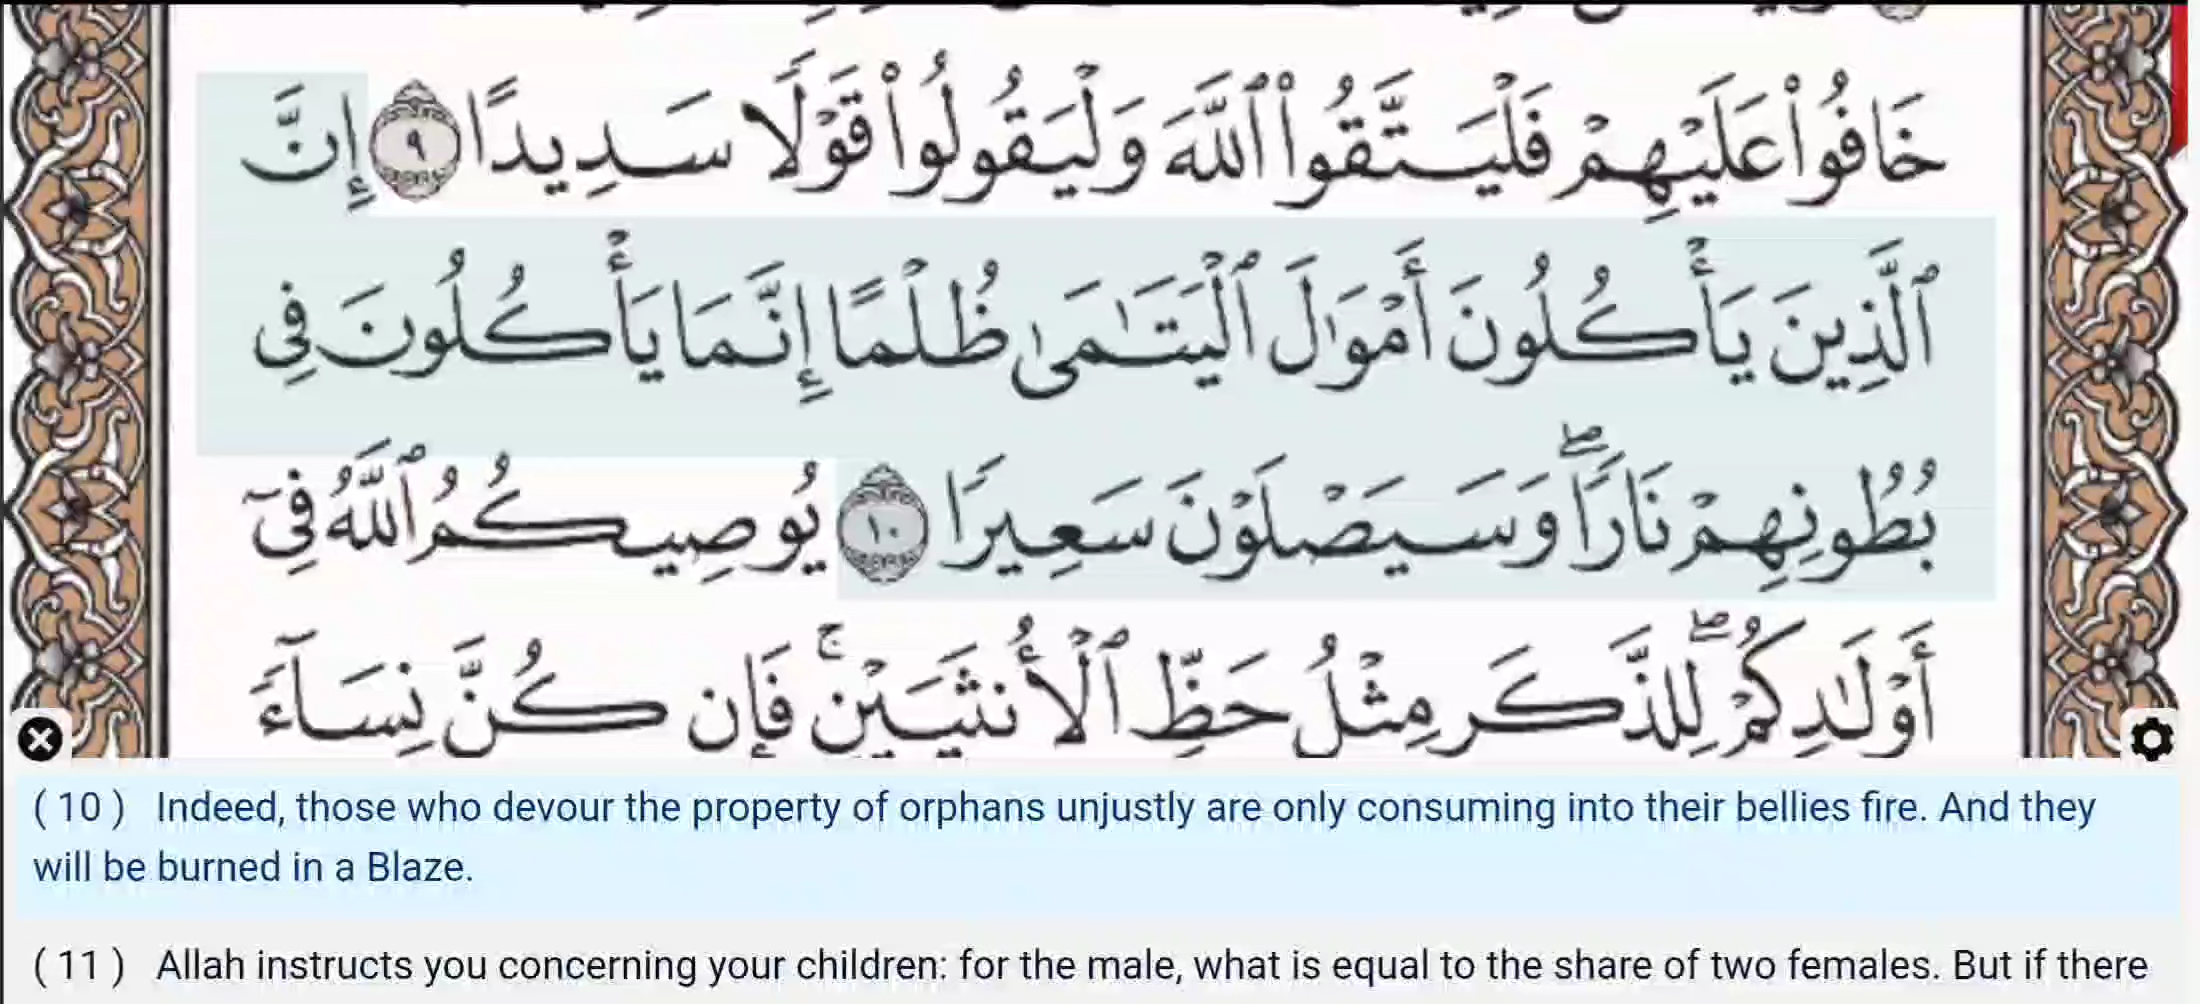 خَافُوا۟ عَلَيْهِمْ فَلْيَتَّقُوا۟ ٱللَّهَ وَلْيَقُولُوا۟ قَوْلًا سَدِيدًا ٩ إِنَّ
ٱلَّذِينَ يَأْكُلُونَ أَمْوَٰلَ ٱلْيَتَٰمَىٰ ظُلْمًا إِنَّمَا يَأْكُلُونَ فِى
بُطُونِهِمْ نَارًا ۖ وَسَيَصْلَوْنَ سَعِيرًا ١٠ يُوصِيكُمُ ٱللَّهُ فِىٓ
أَوْلَٰدِكُمْ ۖ لِلذَّكَرِ مِثْلُ حَظِّ ٱلْأُنثَيَيْنِ ۚ فَإِن كُنَّ نِسَآءً
( 10 ) Indeed, those who devour the property of orphans unjustly are only consuming into their bellies fire. And they
will be burned in a Blaze.
( 11 ) Allah instructs you concerning your children: for the male, what is equal to the share of two females. But if there